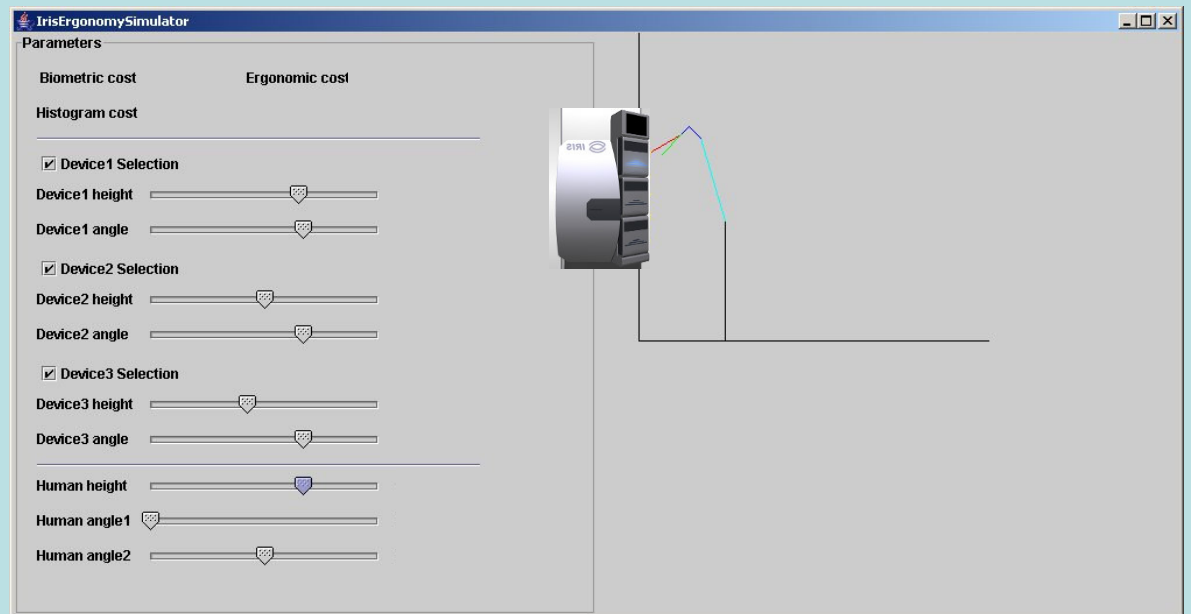 IrisErgonomySimulator
Parameters
Biometric cost Ergonomic cost
Histogram cost
Device1 Selection
Device1 height
Device1 angle
Device2 Selection
Device2 height
Device2 angle
Device3 Selection
Device3 height
Device3 angle
Human height
Human angle1
Human angle2
IRIS